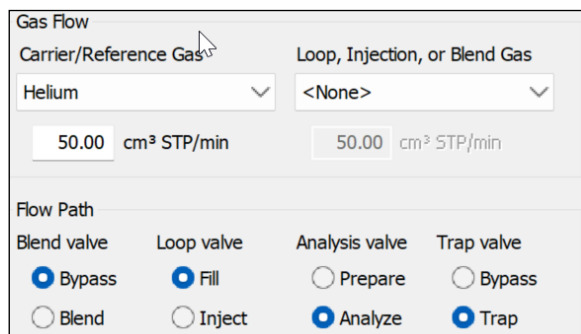 Gas Flow
Carrier/Reference Gas
Loop, Injection, or Blend Gas
Helium
<None>
50.00 cm³ STP/min
50.00 cm³ STP/min
Flow Path
Blend valve
Loop valve
Analysis valve
Trap valve
Bypass
Fill
Prepare
Bypass
Blend
Inject
Analyze
Trap